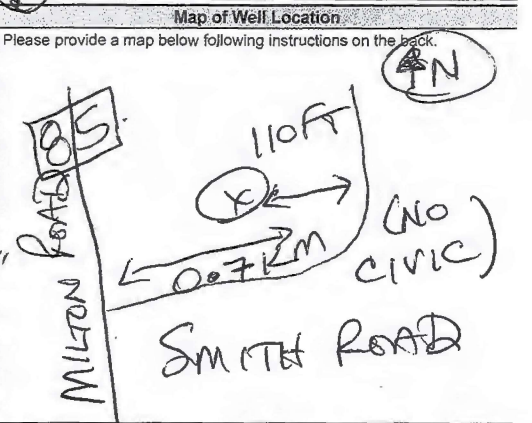 Map of Well Location
Please provide a map below following instructions on the back.
N
85
110FT
X
(NO
CIVIC)
0.7KM
MILTON ROAD
SMITH ROAD